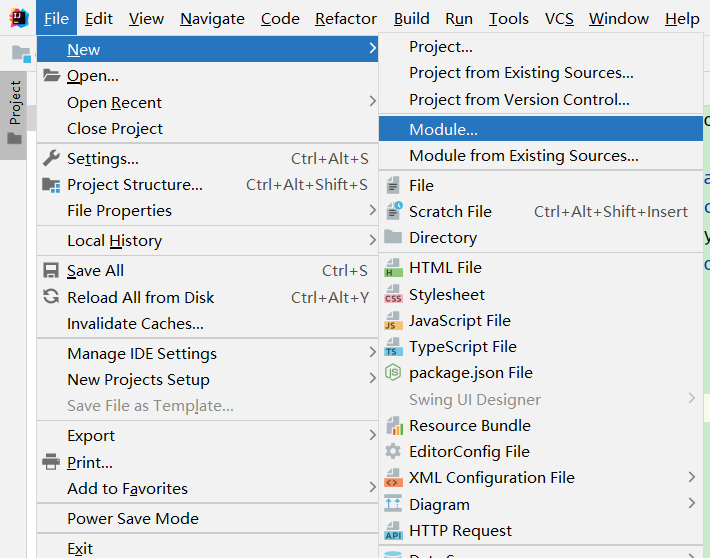 File Edit View Navigate Code Refactor Build Run Tools VCS Window Help
Project
New
Open...
Open Recent
Close Project
Settings... Ctrl+Alt+S
Project Structure... Ctrl+Alt+Shift+S
File Properties
Local History
Save All Ctrl+S
Reload All from Disk Ctrl+Alt+Y
Invalidate Caches...
Manage IDE Settings
New Projects Setup
Save File as Template...
Export
Print...
Add to Favorites
Power Save Mode
Exit
Project...
Project from Existing Sources...
Project from Version Control...
Module...
Module from Existing Sources...
File
Scratch File Ctrl+Alt+Shift+Insert
Directory
HTML File
Stylesheet
JavaScript File
TypeScript File
package.json File
Swing UI Designer
Resource Bundle
EditorConfig File
XML Configuration File
Diagram
HTTP Request